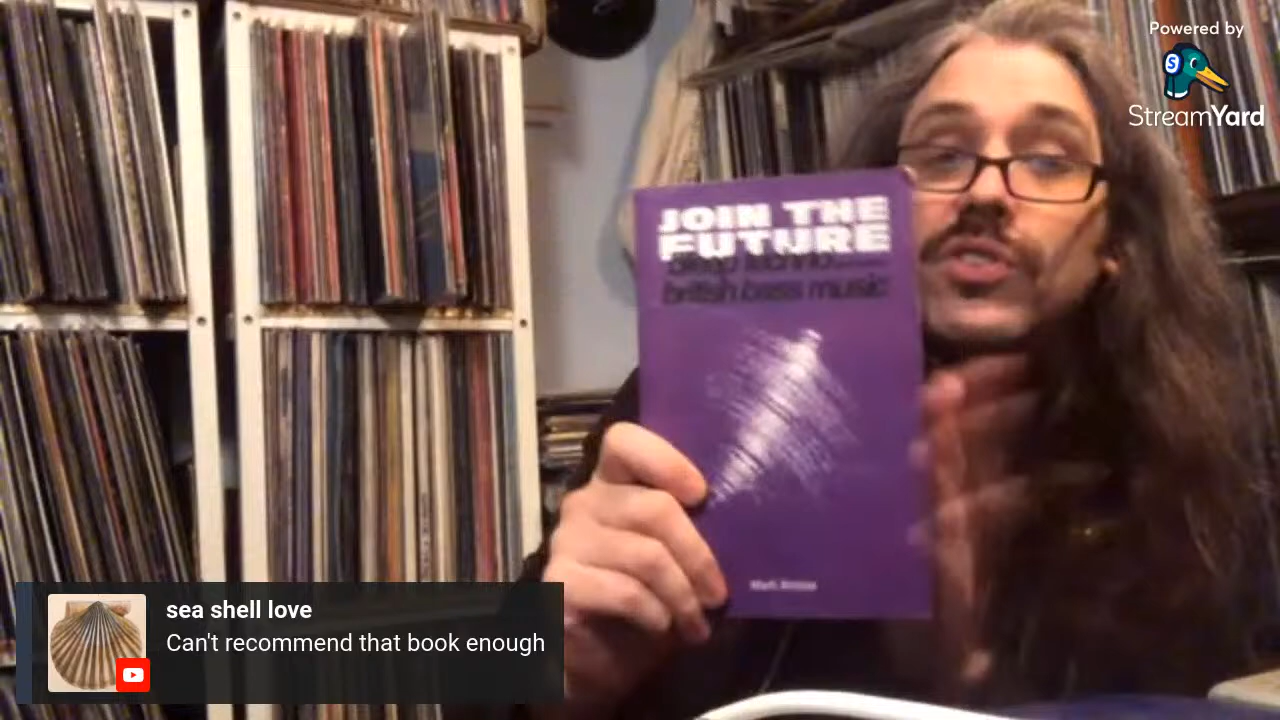 Powered by
StreamYard
JOIN THE
FUTURE
bleep techno
british bass music
sea shell love
Can't recommend that book enough